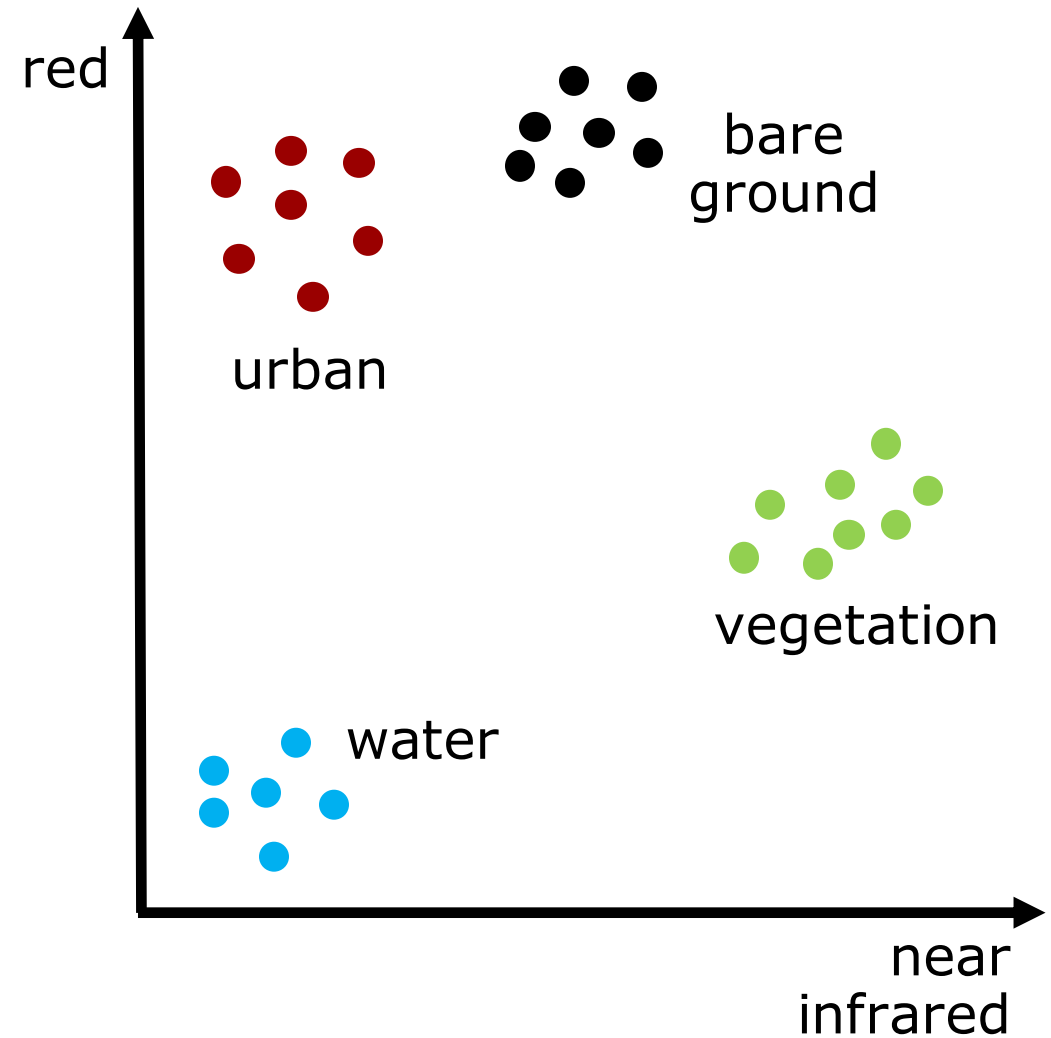 red
bare
ground
urban
vegetation
water
near
infrared